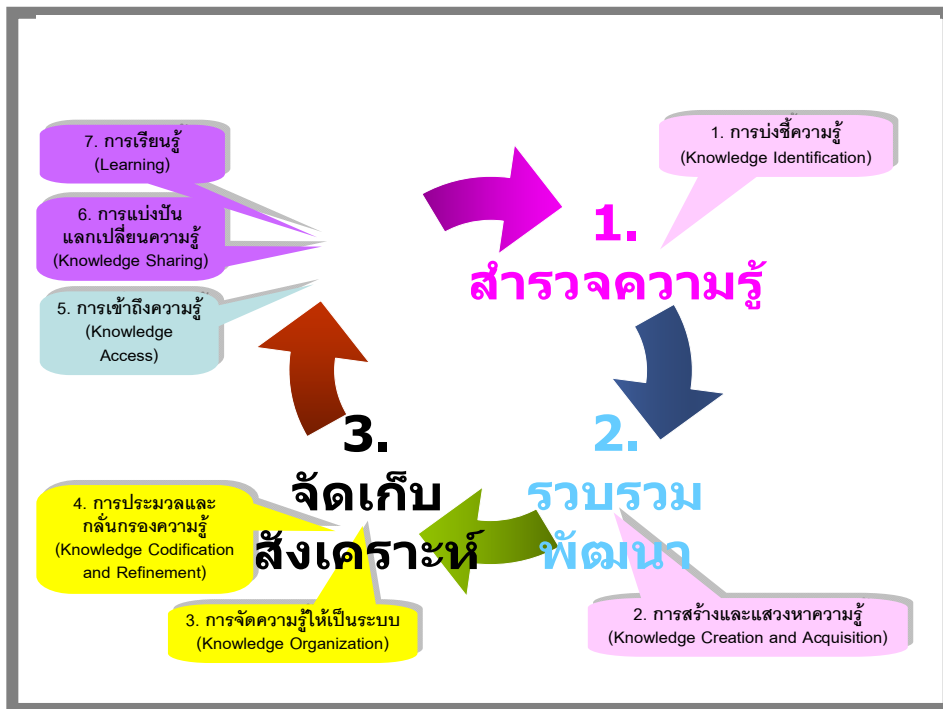 7. การเรียนรู้
(Learning)
6. การแบ่งปัน
แลกเปลี่ยนความรู้
(Knowledge Sharing)
5. การเข้าถึงความรู้
(Knowledge
Access)
1. การบ่งชี้ความรู้
(Knowledge Identification)
1.
สำรวจความรู้
2.
รวบรวม
พัฒนา
3.
จัดเก็บ
สังเคราะห์
4. การประมวลและ
กลั่นกรองความรู้
(Knowledge Codification
and Refinement)
3. การจัดความรู้ให้เป็นระบบ
(Knowledge Organization)
2. การสร้างและแสวงหาความรู้
(Knowledge Creation and Acquisition)